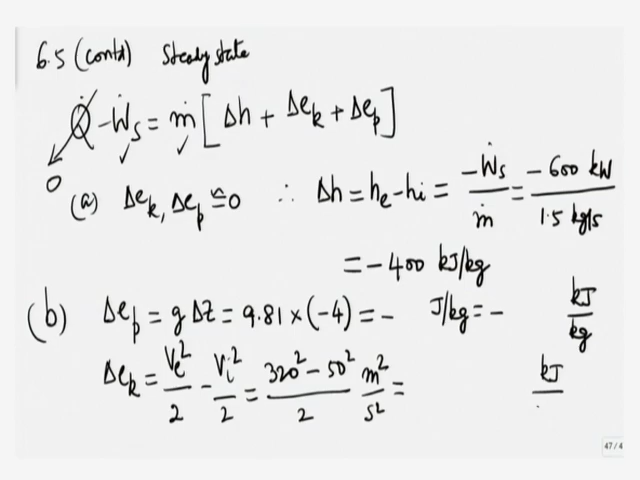 6.5 (contd) Steady state
Q̇ - Ẇs = ṁ [ Δh + Δek + Δep ]
0
(a) Δek, Δep ≈ 0 ∴ Δh = he - hi = -Ẇs / ṁ = -600 kW / 1.5 kg/s
= -400 kJ/kg
(b) Δep = g ΔZ = 9.81 × (-4) = - J/kg = - kJ/kg
Δek = Ve²/2 - Vi²/2 = (320² - 50²)/2 m²/s² = kJ/
47/4